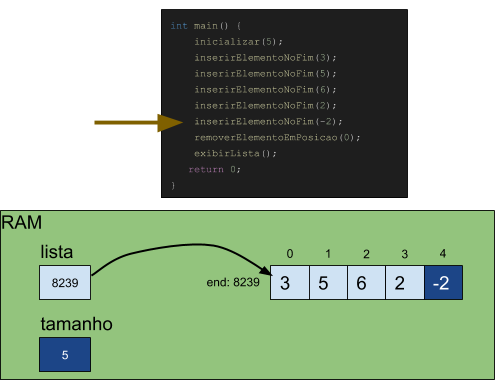 int main() {
inicializar(5);
inserirElementoNoFim(3);
inserirElementoNoFim(5);
inserirElementoNoFim(6);
inserirElementoNoFim(2);
inserirElementoNoFim(-2);
removerElementoEmPosicao(0);
exibirLista();
return 0;
}
RAM
lista
0 1 2 3 4
8239
end: 8239
3 5 6 2 -2
tamanho
5